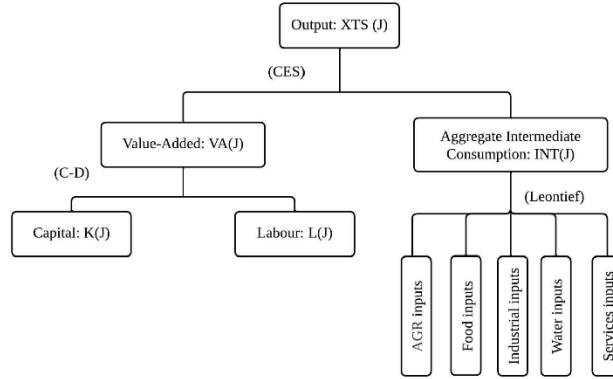 Output: XTS (J)
(CES)
Value-Added: VA(J)
Aggregate Intermediate
Consumption: INT(J)
(C-D)
(Leontief)
Capital: K(J)
Labour: L(J)
AGR inputs
Food inputs
Industrial inputs
Water inputs
Services inputs